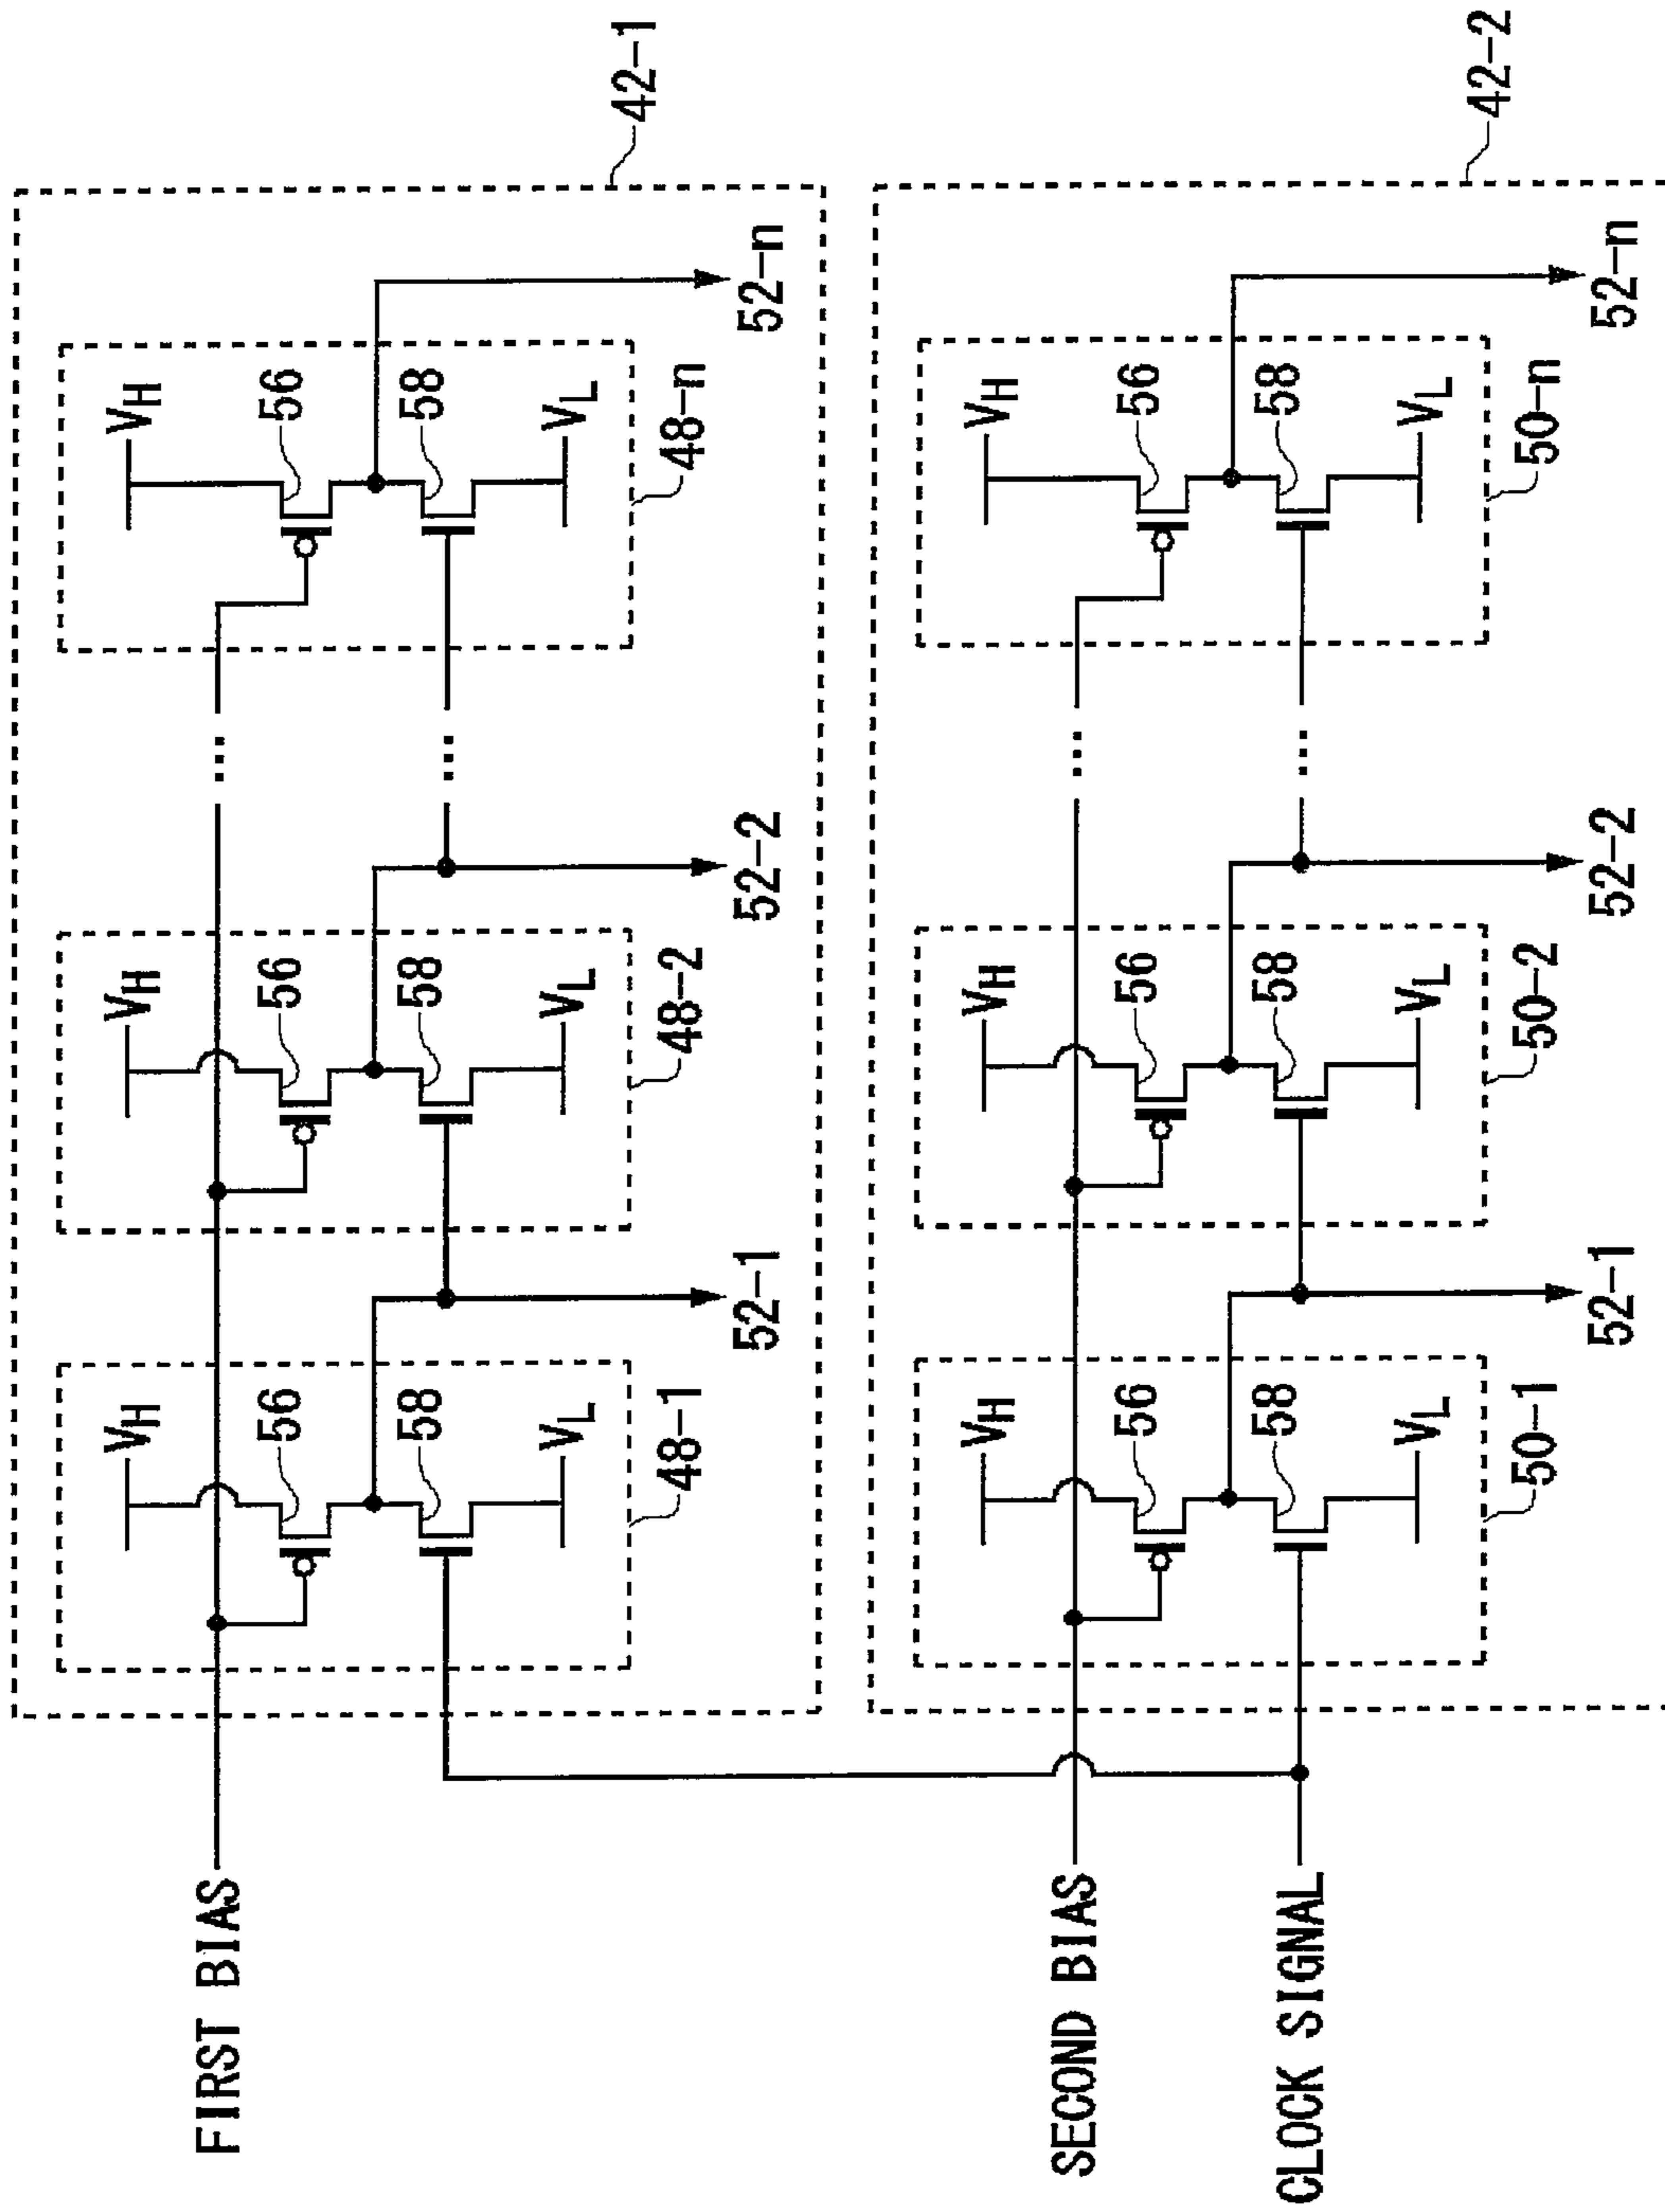 42-1
V_H
56
58
V_L
48-1
52-1
V_H
56
58
V_L
48-2
52-2
...
...
V_H
56
58
V_L
48-n
52-n
FIRST BIAS
42-2
V_H
56
58
V_L
50-1
52-1
V_H
56
58
V_L
50-2
52-2
...
...
V_H
56
58
V_L
50-n
52-n
SECOND BIAS
CLOCK SIGNAL